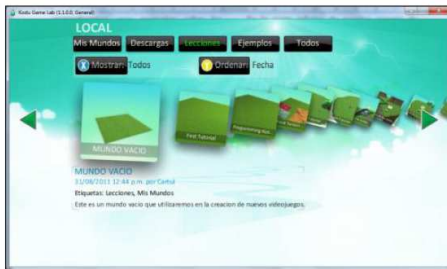 Kodu Game Lab (1.1.0.0, General)
LOCAL
Mis Mundos Descargas Lecciones Ejemplos Todos
X Mostrar: Todos Y Ordenar: Fecha
MUNDO VACIO
First Tutorial
MUNDO VACIO
Etiquetas: Lecciones, Mis Mundos
Este es un mundo vacio que utilizaremos en la creacion de nuevos videojuegos.